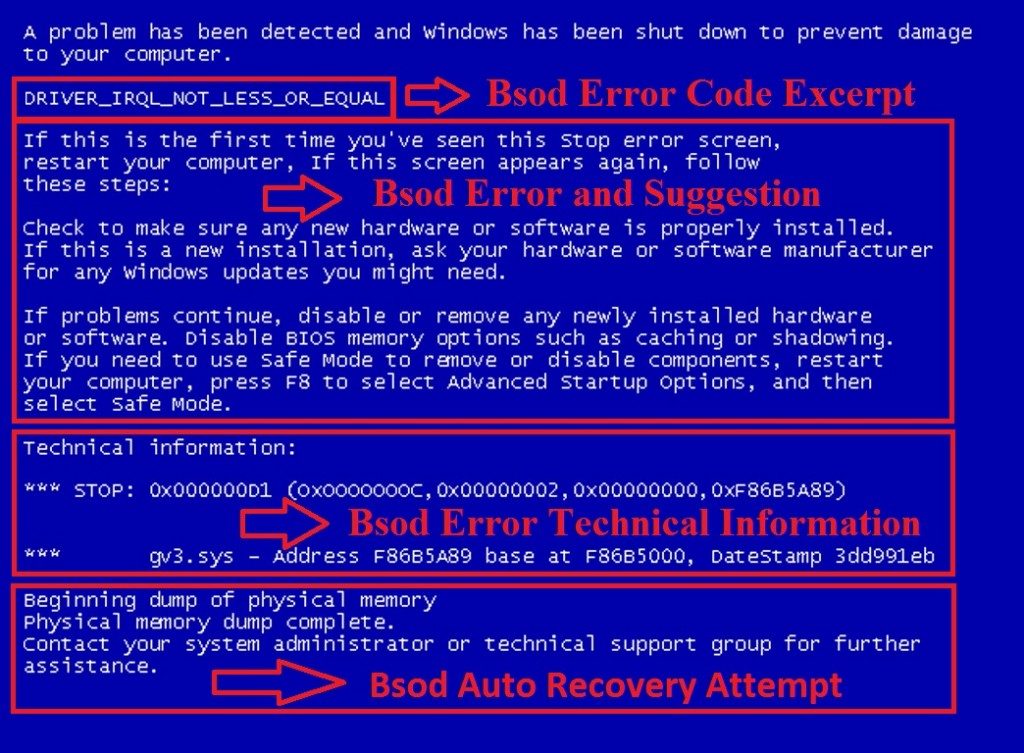 A problem has been detected and Windows has been shut down to prevent damage
to your computer.
DRIVER_IRQL_NOT_LESS_OR_EQUAL
Bsod Error Code Excerpt
If this is the first time you've seen this Stop error screen,
restart your computer, If this screen appears again, follow
these steps:
Bsod Error and Suggestion
Check to make sure any new hardware or software is properly installed.
If this is a new installation, ask your hardware or software manufacturer
for any Windows updates you might need.
If problems continue, disable or remove any newly installed hardware
or software. Disable BIOS memory options such as caching or shadowing.
If you need to use Safe Mode to remove or disable components, restart
your computer, press F8 to select Advanced Startup Options, and then
select Safe Mode.
Technical information:
*** STOP: 0x000000D1 (0x0000000C,0x00000002,0x00000000,0xF86B5A89)
Bsod Error Technical Information
*** gv3.sys – Address F86B5A89 base at F86B5000, DateStamp 3dd991eb
Beginning dump of physical memory
Physical memory dump complete.
Contact your system administrator or technical support group for further
assistance.
Bsod Auto Recovery Attempt